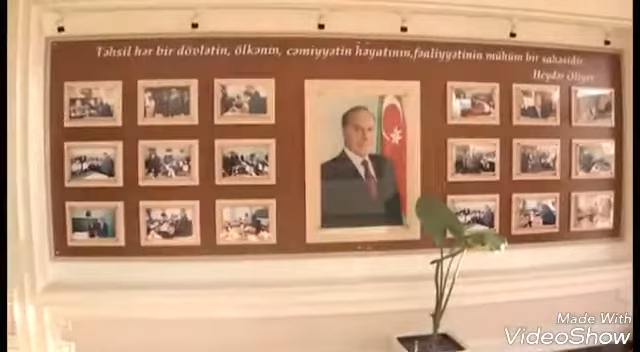 Təhsil hər bir dövlətin, ölkənin, cəmiyyətin həyatının,fəaliyyətinin mühüm bir sahəsidir.
Heydər Əliyev
Made With
VideoShow